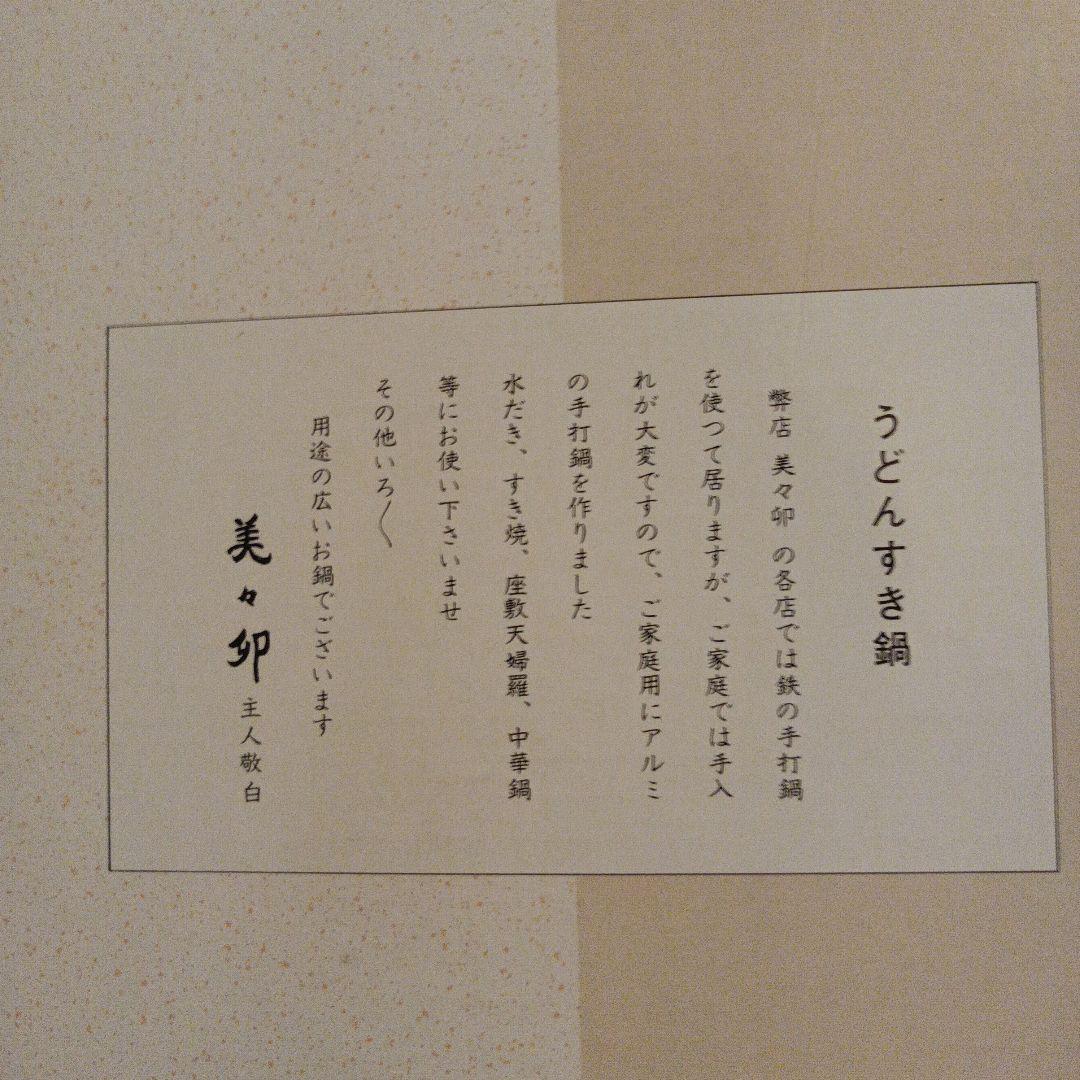 うどんすき鍋
弊店 美々卯 の各店では鉄の手打鍋
を使つて居りますが、ご家庭では手入
れが大変ですので、ご家庭用にアルミ
の手打鍋を作りました
水だき、すき焼、座敷天婦羅、中華鍋
等にお使い下さいませ
その他いろ〳〵
用途の広いお鍋でございます
美々卯 主人敬白